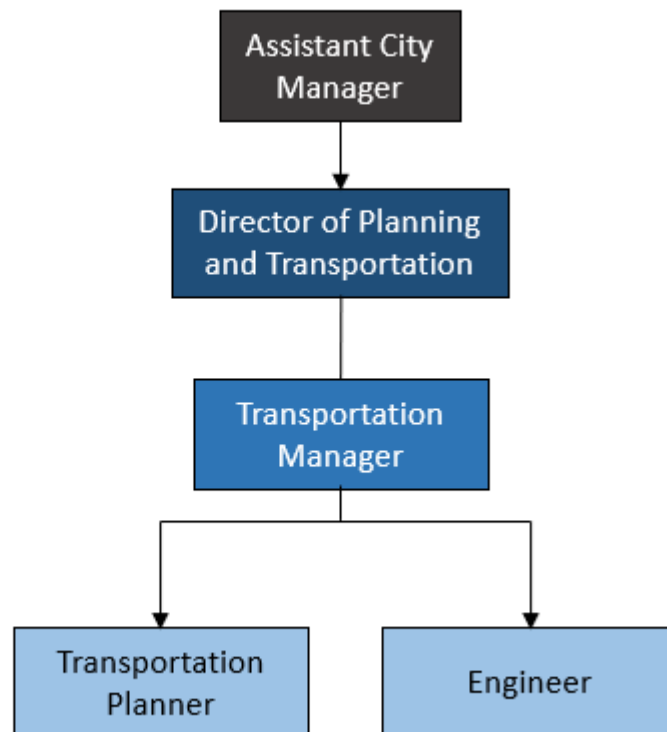 Assistant City
Manager
Director of Planning
and Transportation
Transportation
Manager
Transportation
Planner
Engineer